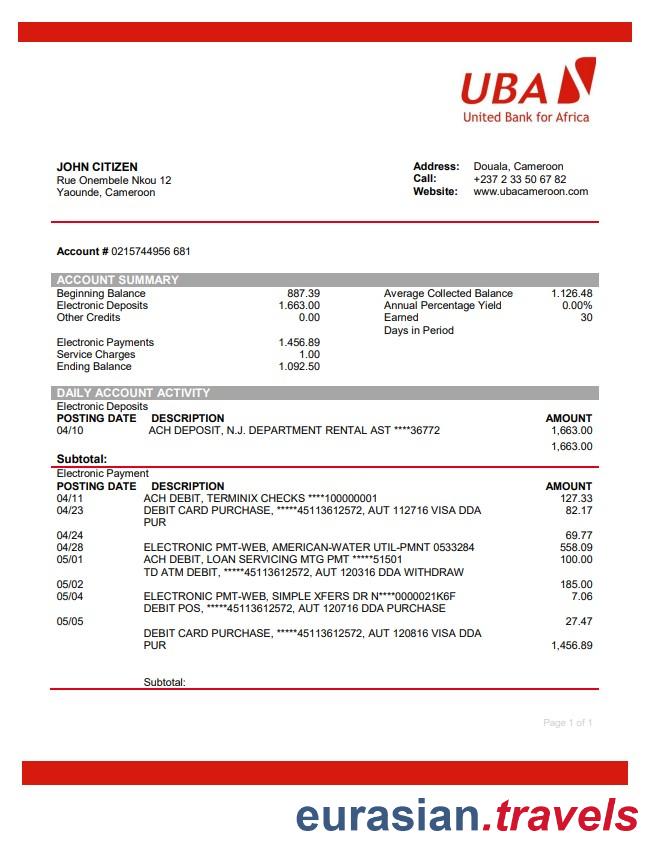 UBA
United Bank for Africa
JOHN CITIZEN
Rue Onembele Nkou 12
Yaounde, Cameroon
Address: Douala, Cameroon
Call: +237 2 33 50 67 82
Website: www.ubacameroon.com
Account # 0215744956 681
ACCOUNT SUMMARY
Beginning Balance 887.39 Average Collected Balance 1.126.48
Electronic Deposits 1.663.00 Annual Percentage Yield 0.00%
Other Credits 0.00 Earned 30
Days in Period
Electronic Payments 1.456.89
Service Charges 1.00
Ending Balance 1.092.50
DAILY ACCOUNT ACTIVITY
Electronic Deposits
POSTING DATE DESCRIPTION AMOUNT
04/10 ACH DEPOSIT, N.J. DEPARTMENT RENTAL AST ****36772 1,663.00
1,663.00
Subtotal:
Electronic Payment
POSTING DATE DESCRIPTION AMOUNT
04/11 ACH DEBIT, TERMINIX CHECKS ****100000001 127.33
04/23 DEBIT CARD PURCHASE, *****45113612572, AUT 112716 VISA DDA 82.17
PUR
04/24 69.77
04/28 ELECTRONIC PMT-WEB, AMERICAN-WATER UTIL-PMNT 0533284 558.09
05/01 ACH DEBIT, LOAN SERVICING MTG PMT *****51501 100.00
TD ATM DEBIT, *****45113612572, AUT 120316 DDA WITHDRAW
05/02 185.00
05/04 ELECTRONIC PMT-WEB, SIMPLE XFERS DR N****0000021K6F 7.06
DEBIT POS, *****45113612572, AUT 120716 DDA PURCHASE
05/05 27.47
DEBIT CARD PURCHASE, *****45113612572, AUT 120816 VISA DDA
PUR 1,456.89
Subtotal:
Page 1 of 1
eurasian.travels